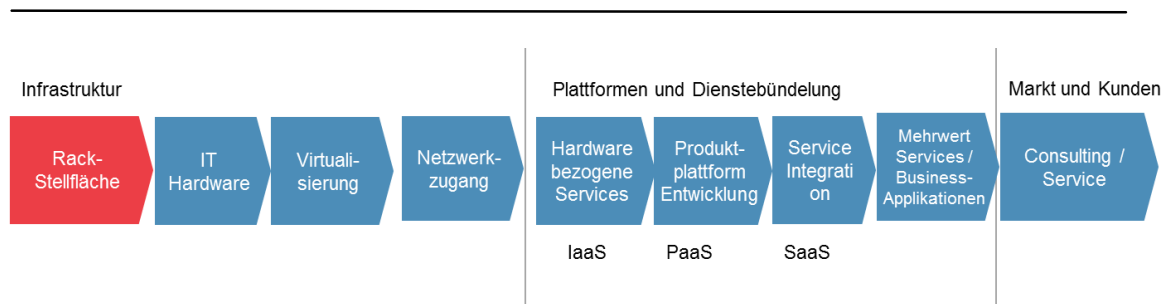 Infrastruktur
Plattformen und Dienstebündelung
Markt und Kunden
Rack-
Stellfläche
IT
Hardware
Virtuali-
sierung
Netzwerk-
zugang
Hardware
bezogene
Services
Produkt-
plattform
Entwicklung
Service
Integrati
on
Mehrwert
Services /
Business-
Applikationen
Consulting /
Service
IaaS
PaaS
SaaS